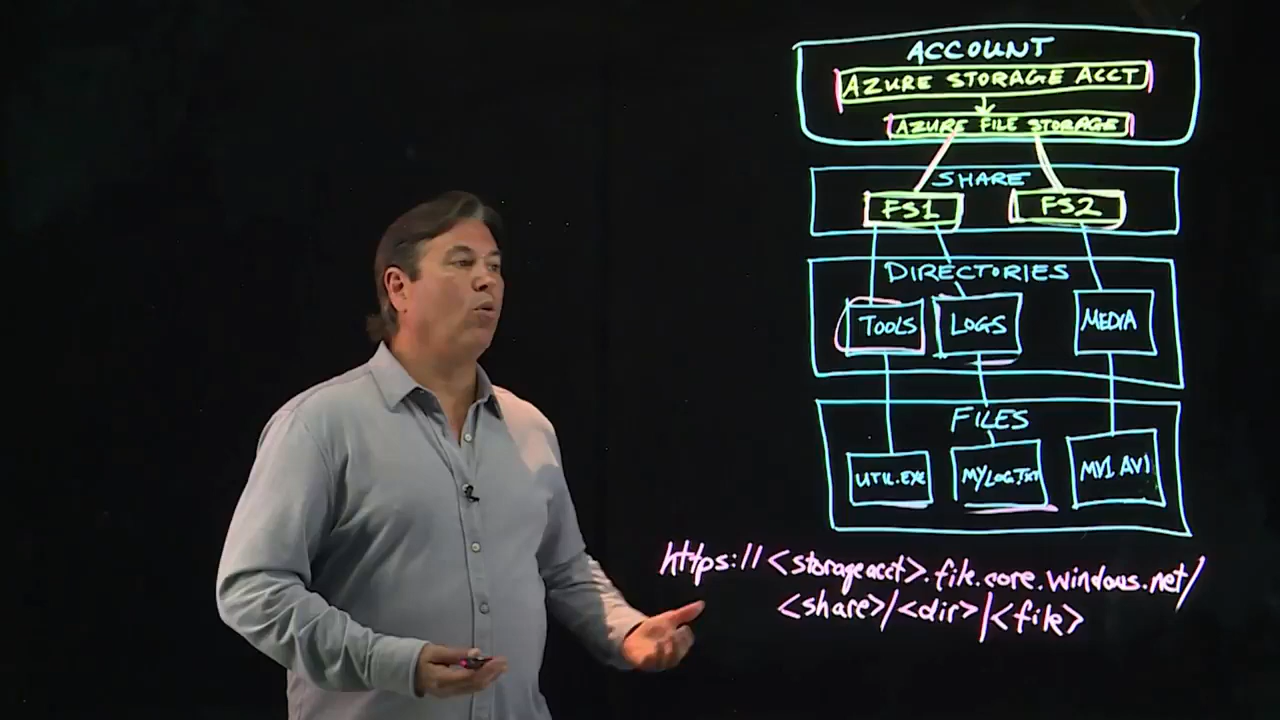 ACCOUNT
AZURE STORAGE ACCT
AZURE FILE STORAGE
SHARE
FS1 FS2
DIRECTORIES
TOOLS LOGS MEDIA
FILES
UTIL.EXE MYLOG.TXT MV1.AVI
https://<storageacct>.file.core.windows.net/
<share>/<dir>/<file>